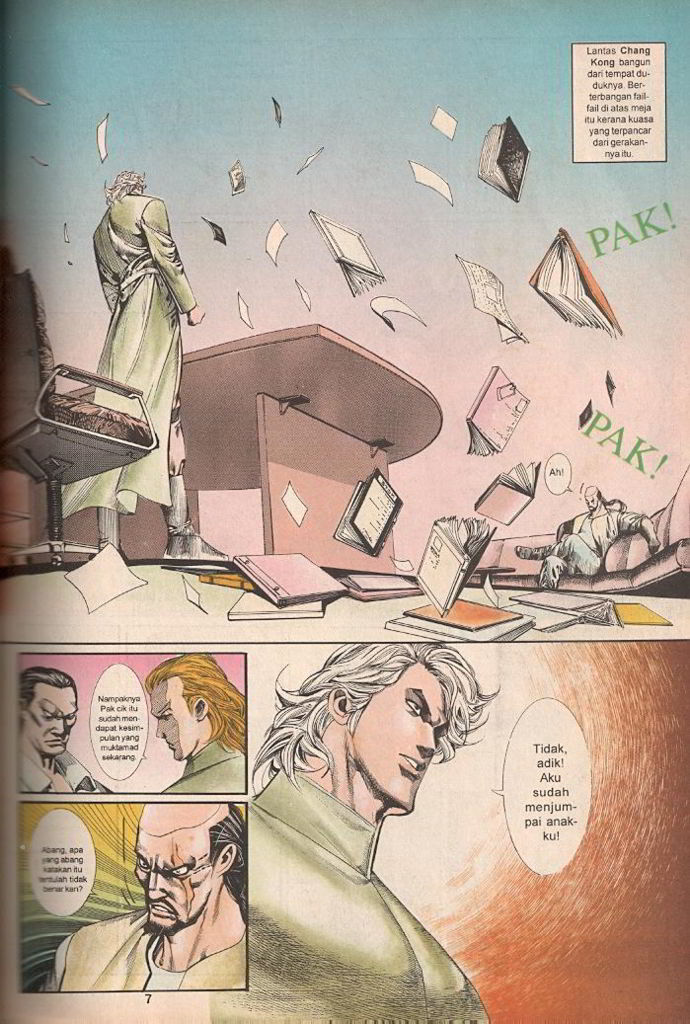 Lantas Chang
Kong bangun
dari tempat du-
duknya. Ber-
terbangan fail-
fail di atas meja
itu kerana kuasa
yang terpancar
dari gerakan-
nya itu.
PAK!
PAK!
Ah!
Nampaknya
Pak cik itu
sudah men-
dapat kesim-
pulan yang
muktamad
sekarang.
Tidak,
adik!
Aku
sudah
menjum-
pai anak-
ku!
Abang, apa
yang abang
katakan itu
tentulah tidak
benar kan?
7